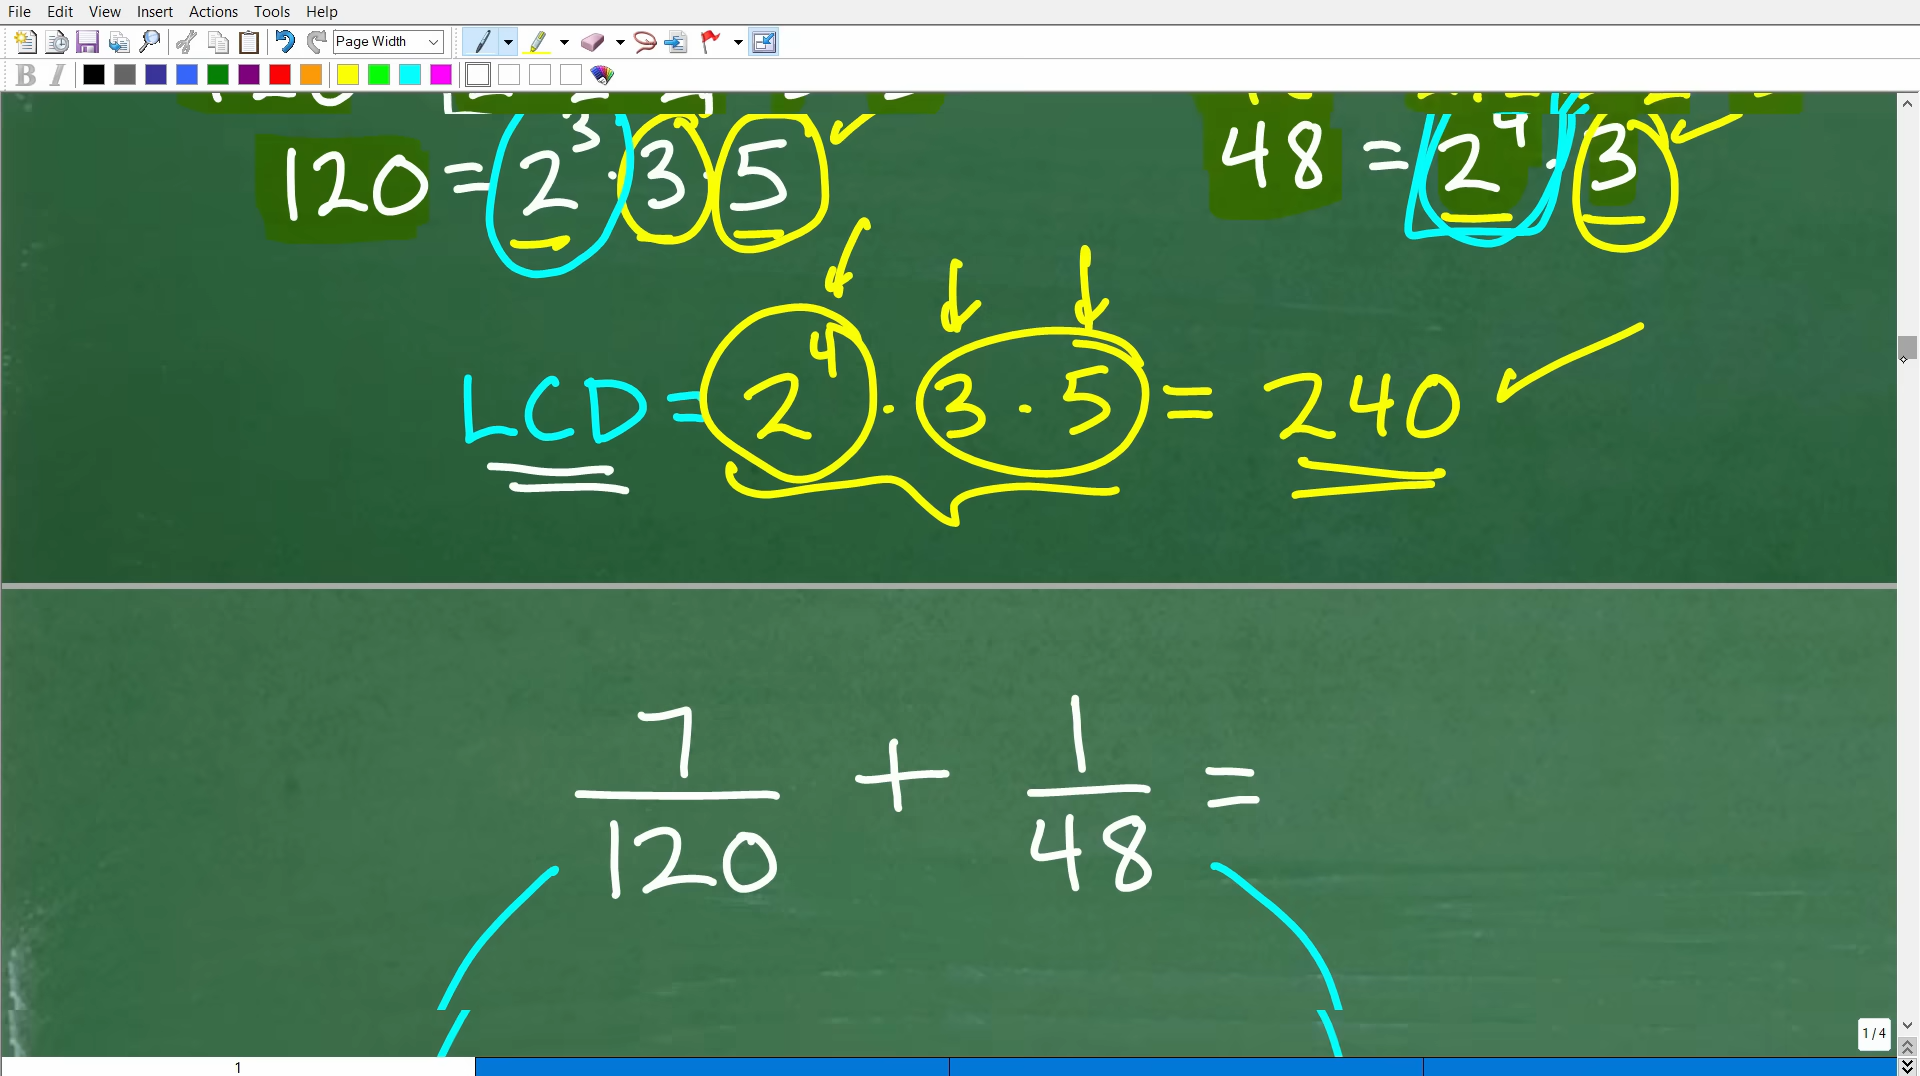 File Edit View Insert Actions Tools Help
Page Width
B I
120 = 2³ · 3 · 5
48 = 2⁴ · 3
LCD = 2⁴ · 3 · 5 = 240
7/120 + 1/48 =
1 / 4
1